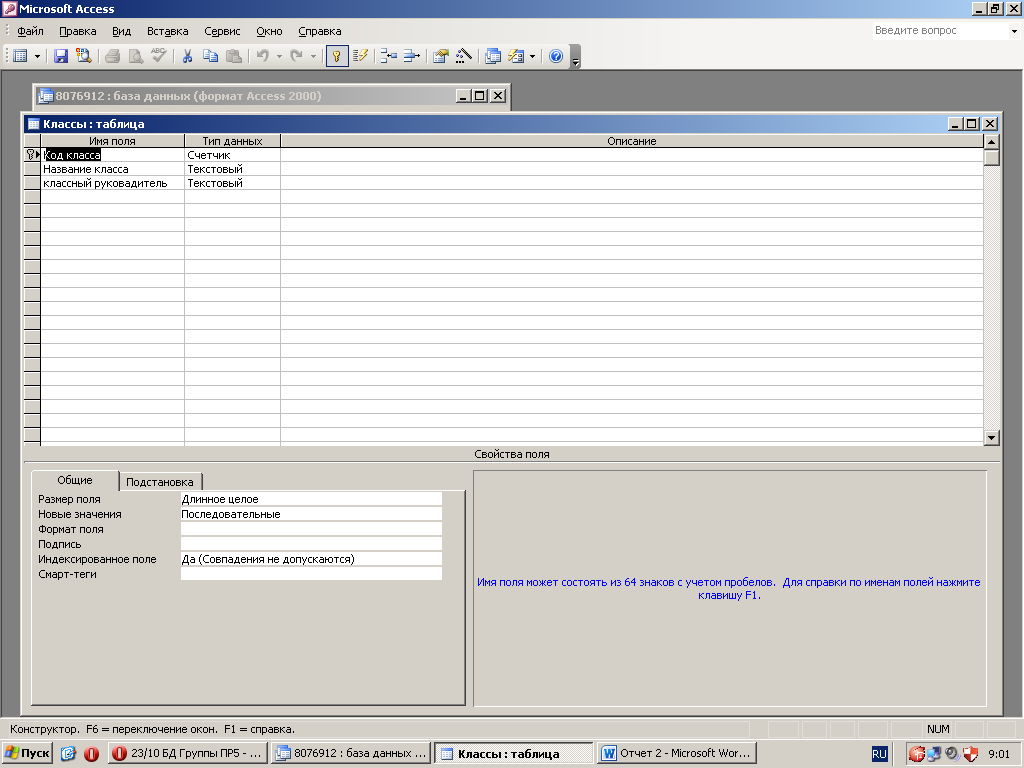 Microsoft Access
Файл Правка Вид Вставка Сервис Окно Справка Введите вопрос
8076912 : база данных (формат Access 2000)
Классы : таблица
Имя поля Тип данных Описание
Код класса Счетчик
Название класса Текстовый
классный руковадитель Текстовый
Свойства поля
Общие Подстановка
Размер поля Длинное целое
Новые значения Последовательные
Формат поля
Подпись
Индексированное поле Да (Совпадения не допускаются)
Смарт-теги
Имя поля может состоять из 64 знаков с учетом пробелов. Для справки по именам полей нажмите
клавишу F1.
Конструктор. F6 = переключение окон. F1 = справка. NUM
Пуск 23/10 БД Группы ПР5 - ... 8076912 : база данных ... Классы : таблица Отчет 2 - Microsoft Wor... RU 9:01